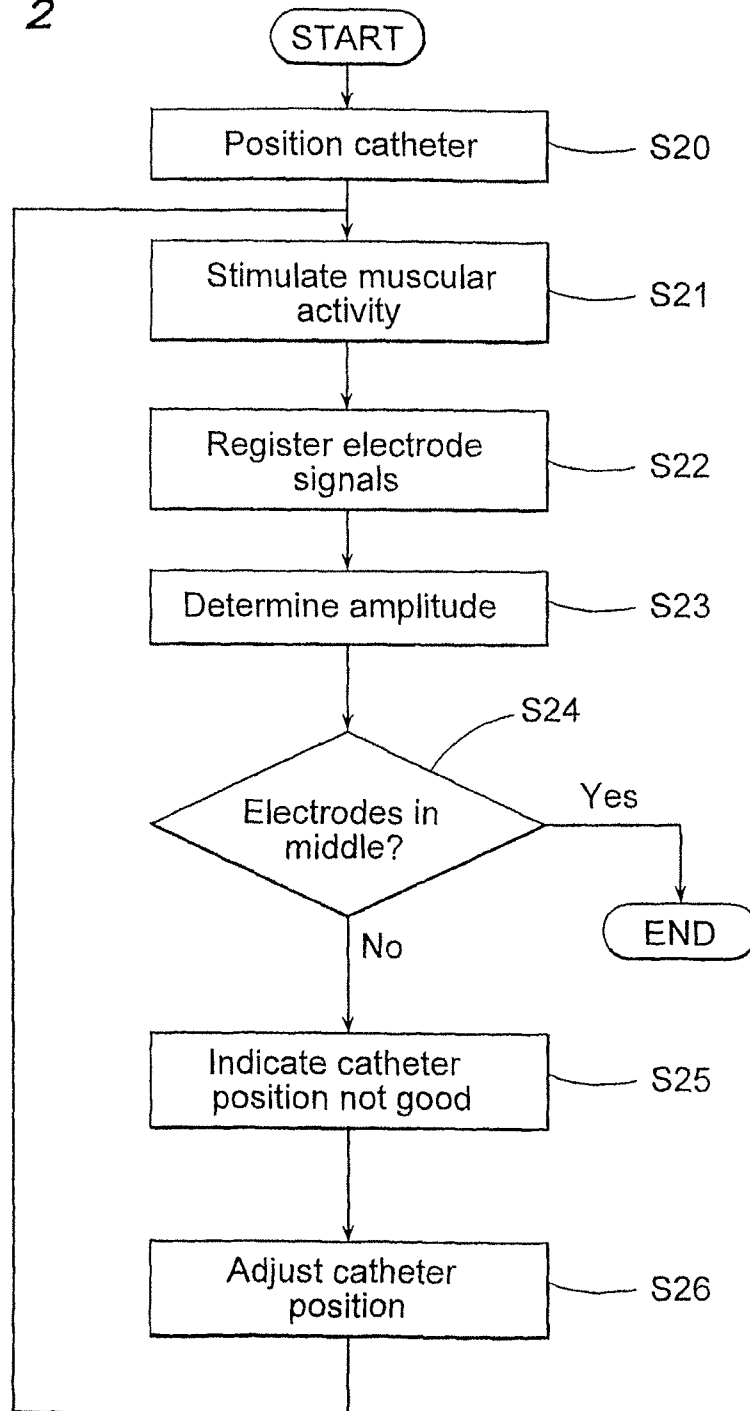 2
START
Position catheter
S20
Stimulate muscular
activity
S21
Register electrode
signals
S22
Determine amplitude
S23
S24
Electrodes in
middle?
Yes
END
No
Indicate catheter
position not good
S25
Adjust catheter
position
S26